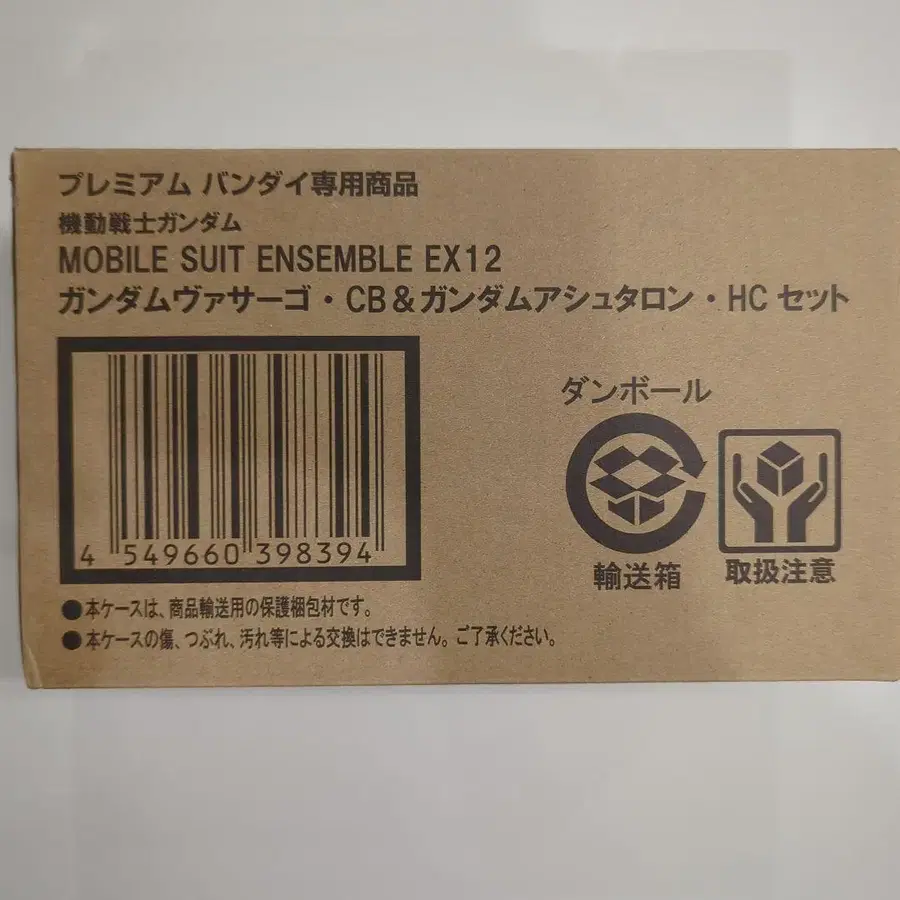 プレミアム バンダイ専用商品
機動戦士ガンダム
MOBILE SUIT ENSEMBLE EX12
ガンダムヴァサーゴ・CB&ガンダムアシュタロン・HC セット
4 549660 398394
ダンボール
輸送箱
取扱注意
●本ケースは、商品輸送用の保護梱包材です。
●本ケースの傷、つぶれ、汚れ等による交換はできません。ご了承ください。